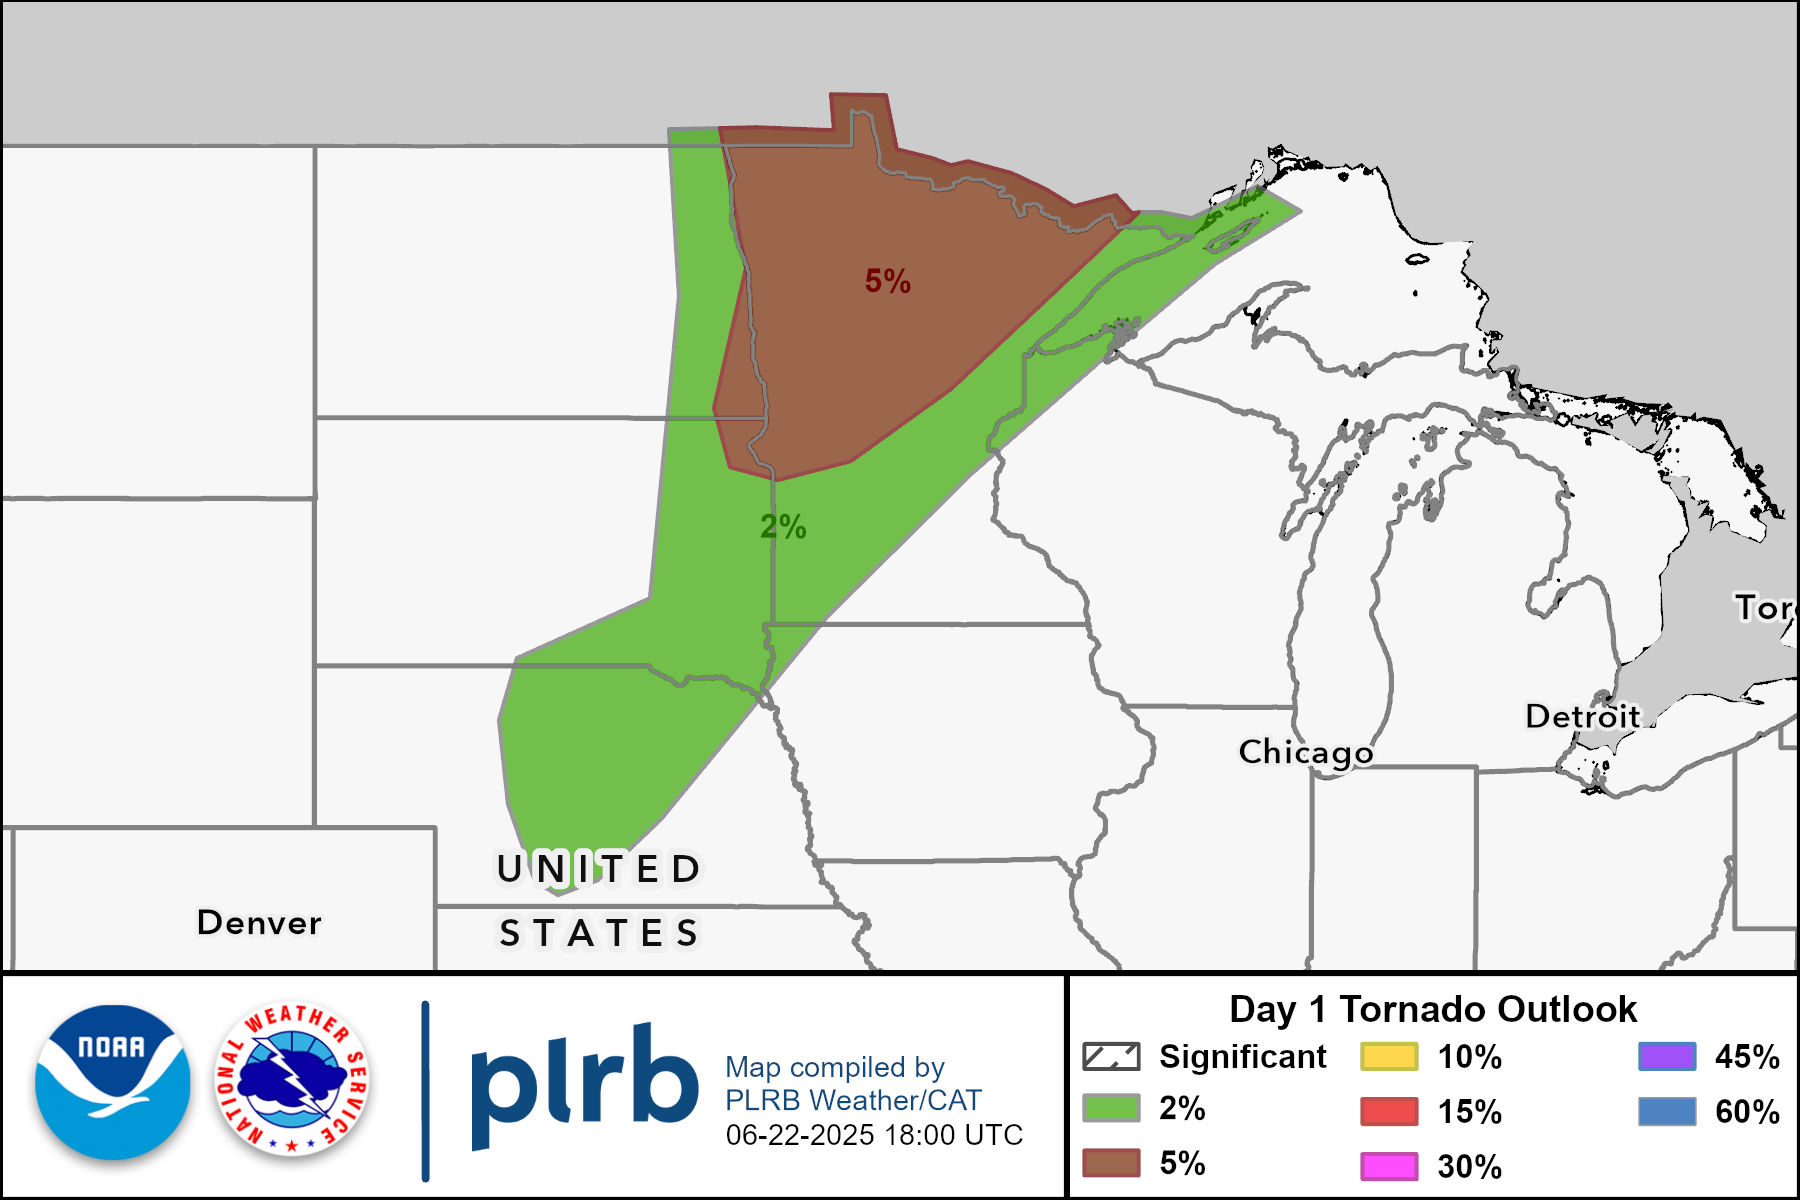 5%
2%
Toro
Detroit
Chicago
UNITED
STATES
Denver
NOAA
NATIONAL WEATHER SERVICE
plrb
Map compiled by
PLRB Weather/CAT
06-22-2025 18:00 UTC
Day 1 Tornado Outlook
Significant
2%
5%
10%
15%
30%
45%
60%